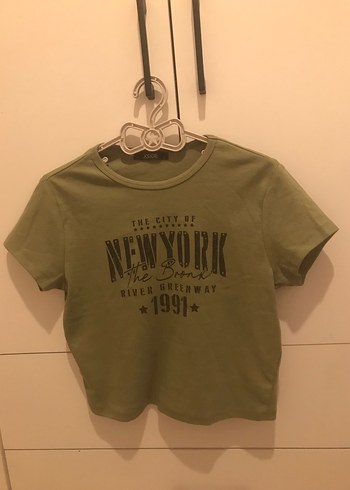 THE CITY OF
NEWYORK
The Bronx
RIVER GREENWAY
★ 1991 ★